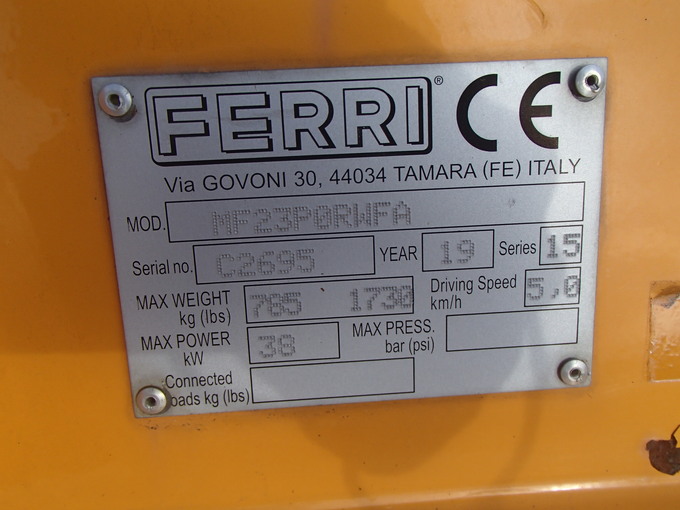 FERRI® CE
Via GOVONI 30, 44034 TAMARA (FE) ITALY
MOD. MF23P0RWFA
Serial no. C2695 YEAR 19 Series 15
MAX WEIGHT kg (lbs) 785 1730 Driving Speed km/h 5,0
MAX POWER kW 38 MAX PRESS. bar (psi)
Connected
oads kg (lbs)